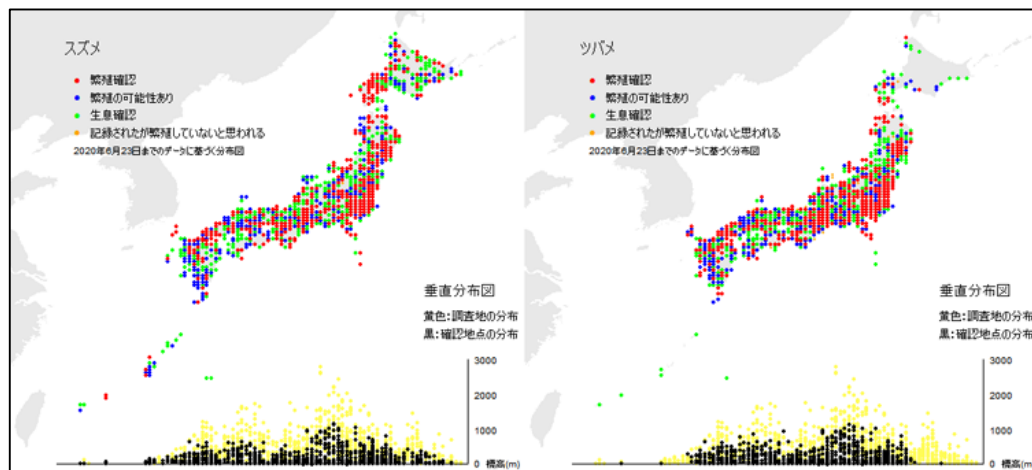 スズメ
繁殖確認
繁殖の可能性あり
生息確認
記録されたが繁殖していないと思われる
2020年6月23日までのデータに基づく分布図
垂直分布図
黄色:調査地の分布
黒:確認地点の分布
3000
2000
1000
0 標高(m)
ツバメ
繁殖確認
繁殖の可能性あり
生息確認
記録されたが繁殖していないと思われる
2020年6月23日までのデータに基づく分布図
垂直分布図
黄色:調査地の分布
黒:確認地点の分布
3000
2000
1000
0 標高(m)